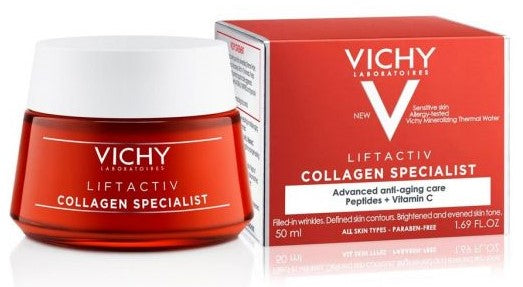 VICHY
LABORATOIRES
LIFTACTIV
COLLAGEN SPECIALIST
VICHY
LABORATOIRES
V
NEW
Sensitive skin
Allergy-tested
Vichy Mineralizing Thermal Water
LIFTACTIV
COLLAGEN SPECIALIST
Advanced anti-aging care
Peptides + Vitamin C
Filled-in wrinkles. Defined skin contours. Brightened and evened skin tone.
50 ml
ALL SKIN TYPES - PARABEN-FREE
1.69 FL.OZ